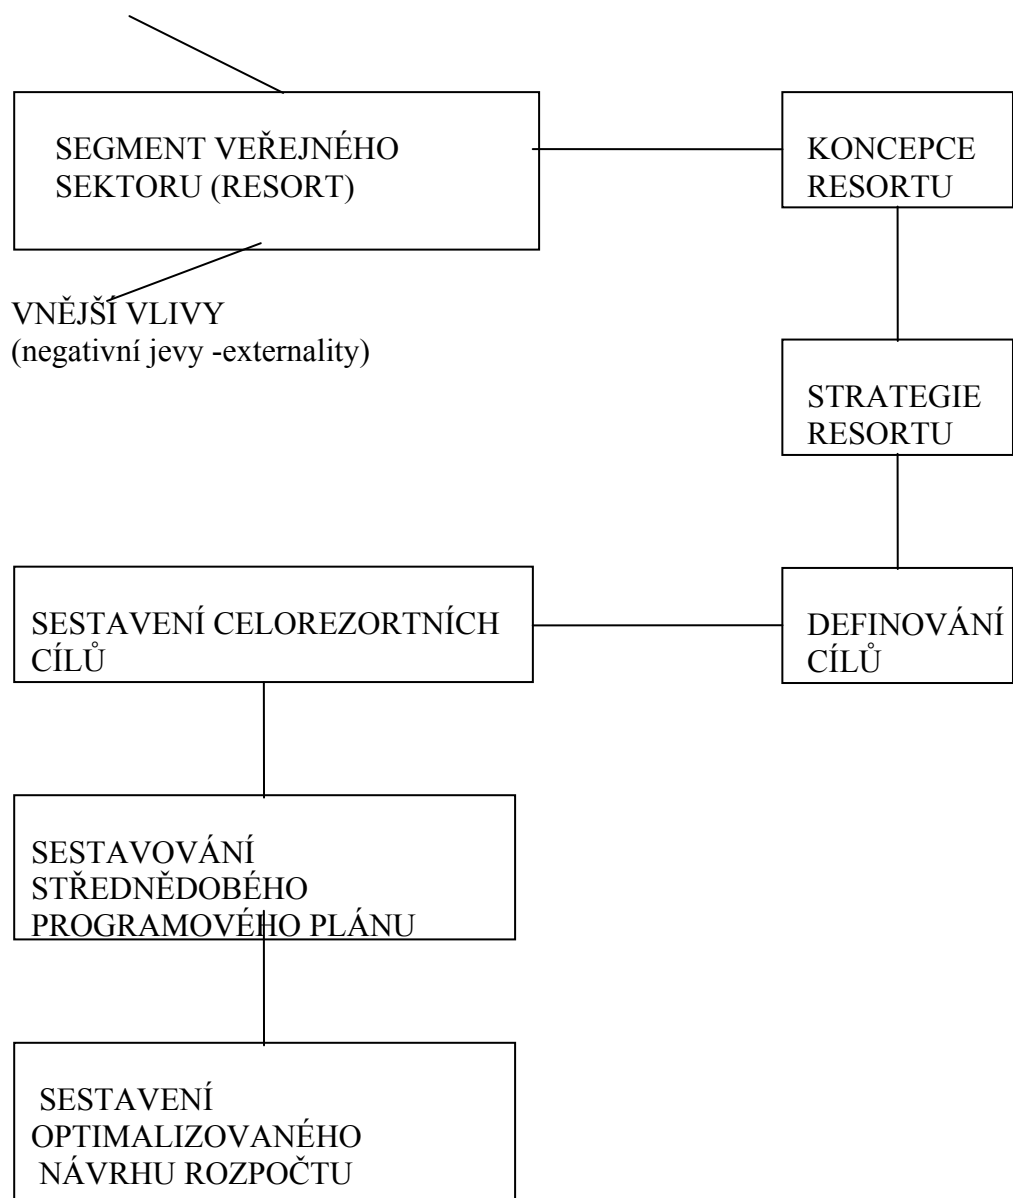 SEGMENT VEŘEJNÉHO
SEKTORU (RESORT)
KONCEPCE
RESORTU
VNĚJŠÍ VLIVY
(negativní jevy -externality)
STRATEGIE
RESORTU
SESTAVENÍ CELOREZORTNÍCH
CÍLŮ
DEFINOVÁNÍ
CÍLŮ
SESTAVOVÁNÍ
STŘEDNĚDOBÉHO
PROGRAMOVÉHO PLÁNU
SESTAVENÍ
OPTIMALIZOVANÉHO
NÁVRHU ROZPOČTU